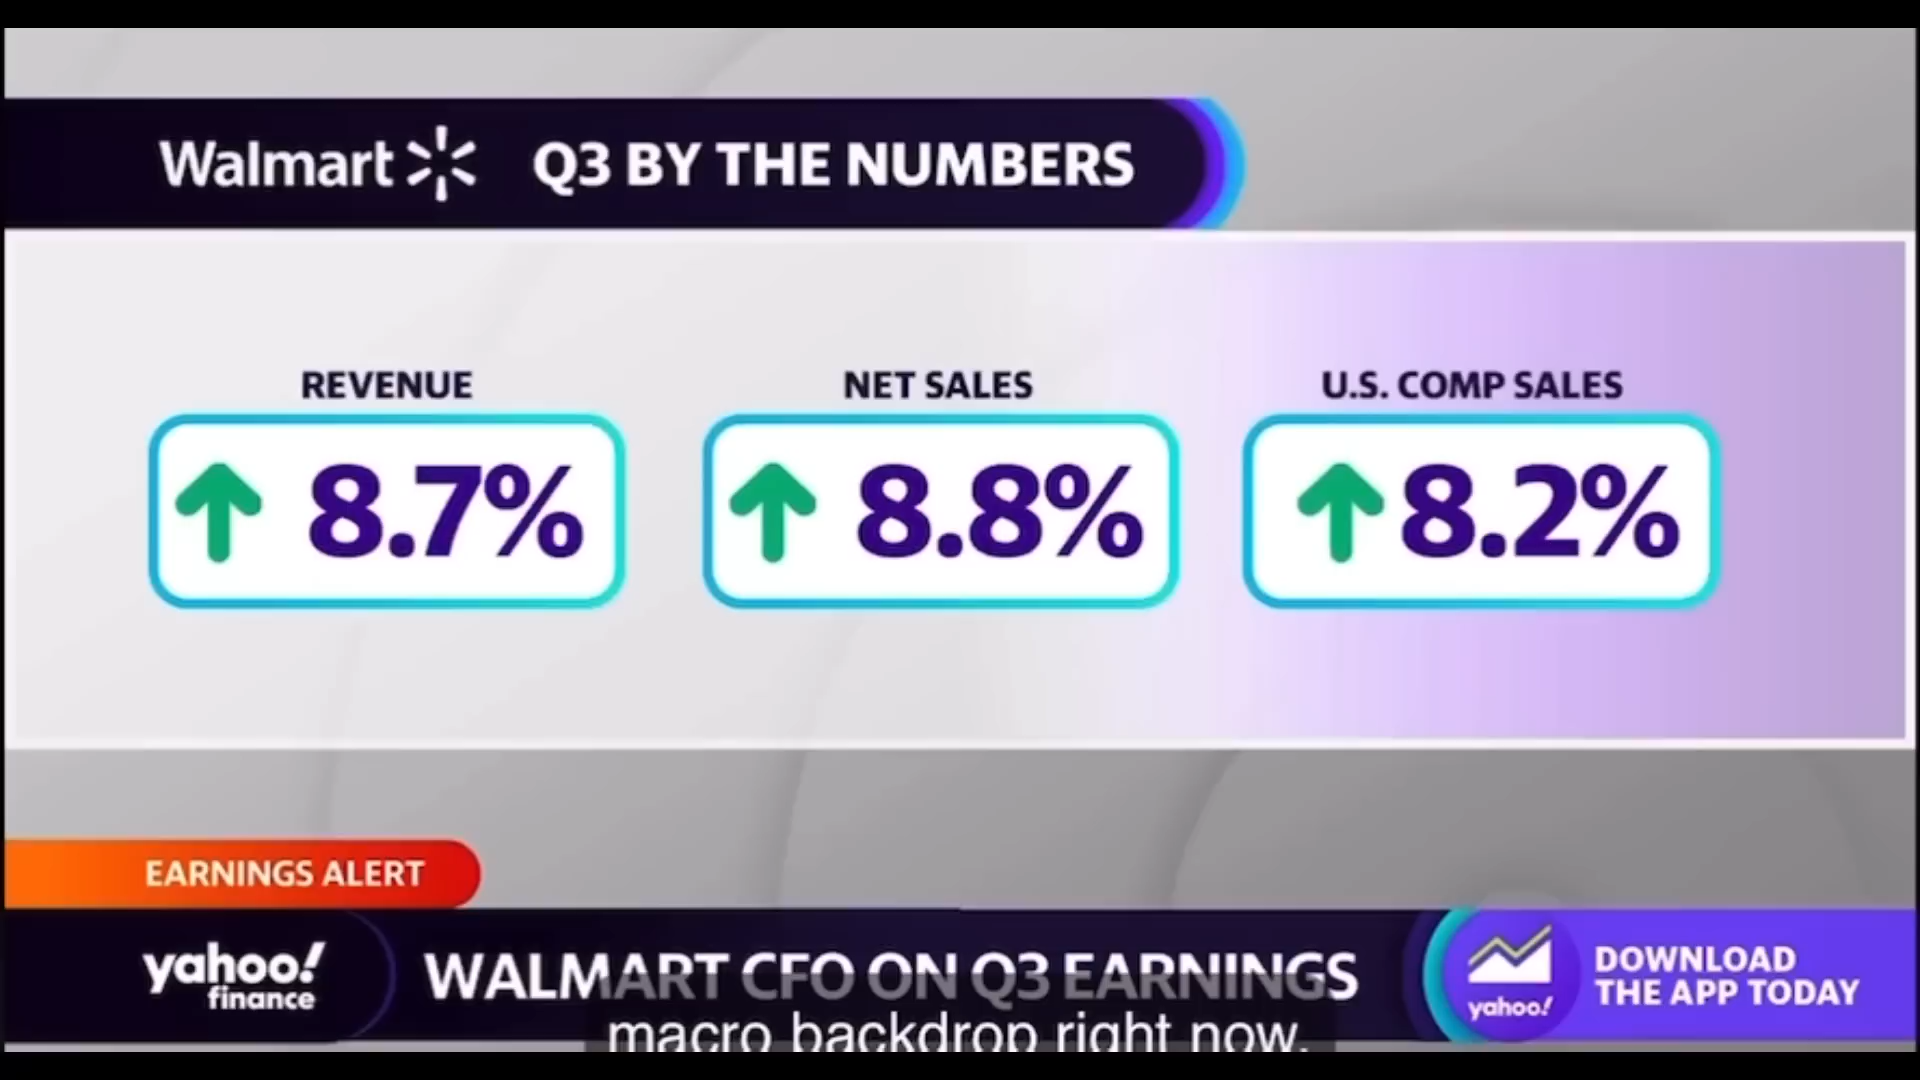 Walmart Q3 BY THE NUMBERS
REVENUE NET SALES U.S. COMP SALES
8.7% 8.8% 8.2%
EARNINGS ALERT
yahoo!
finance
WALMART CFO ON Q3 EARNINGS
macro backdrop right now.
yahoo!
DOWNLOAD
THE APP TODAY